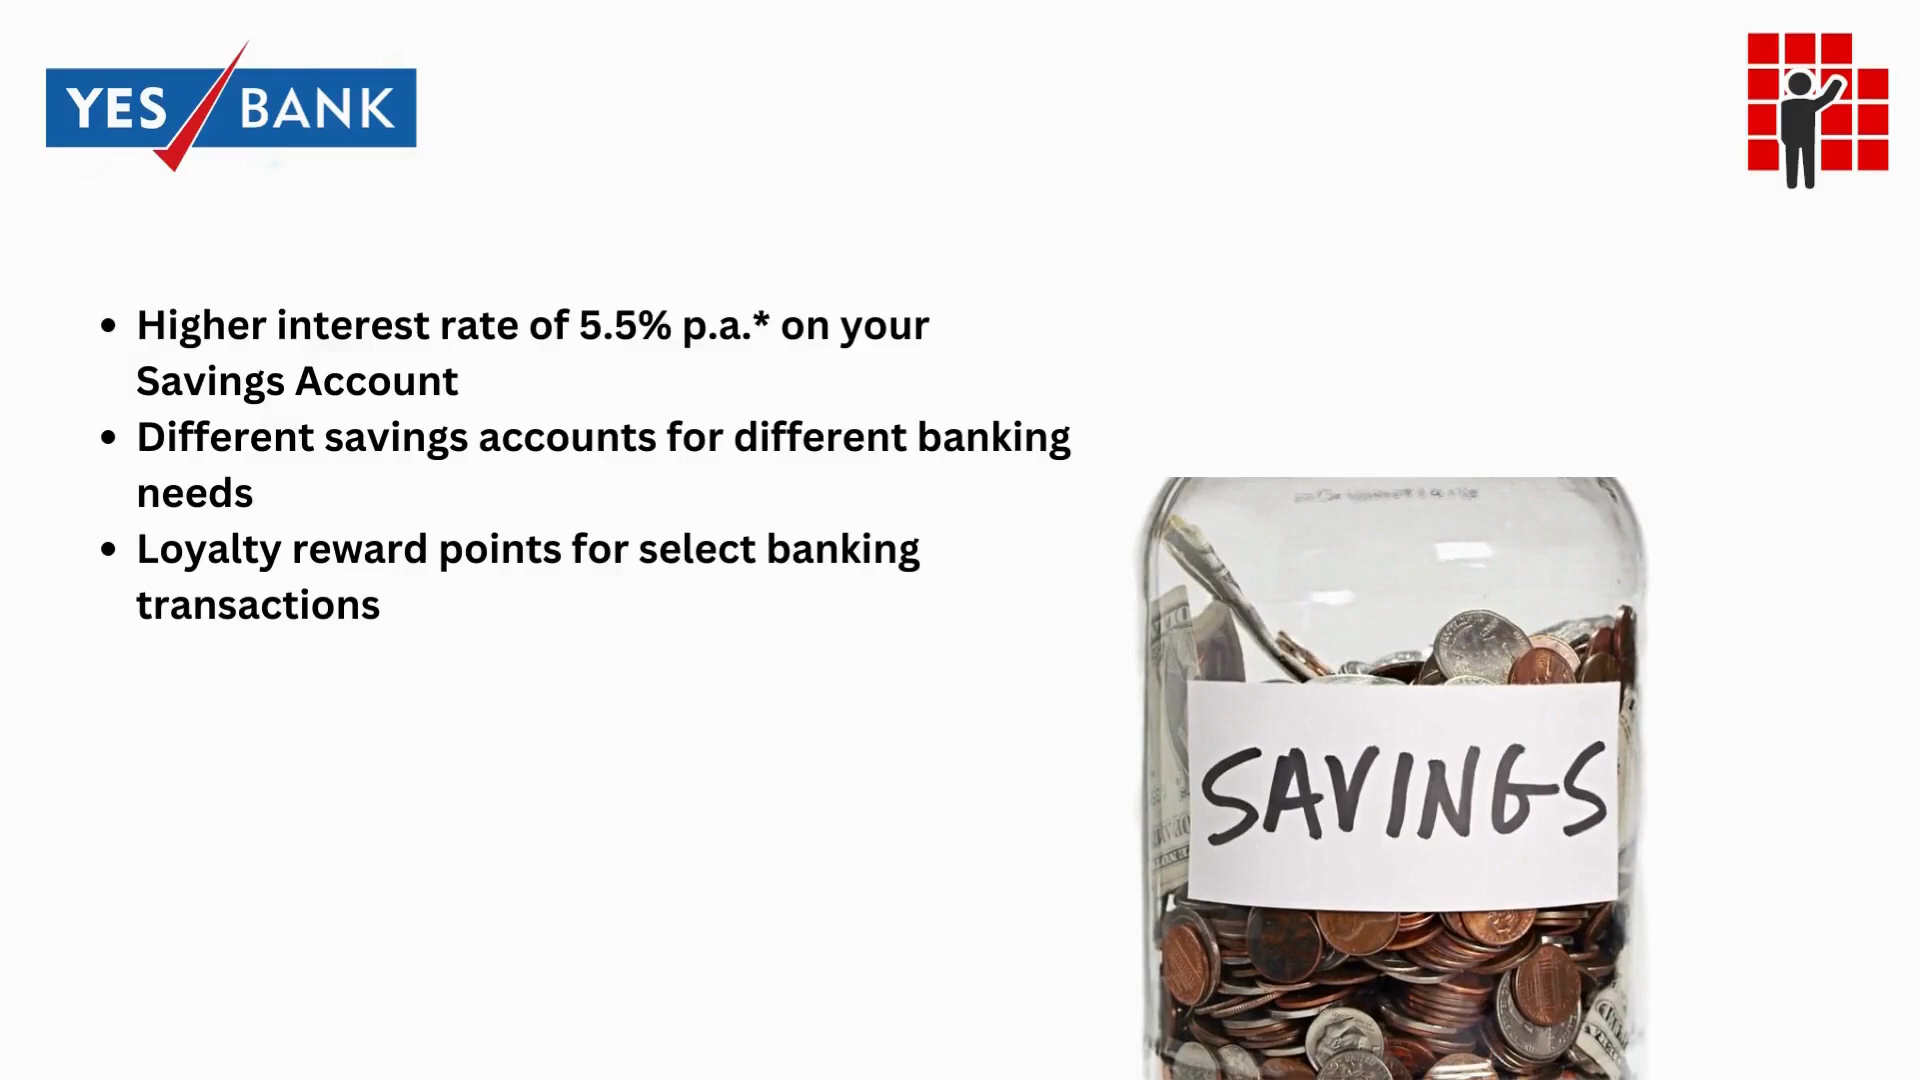 YES BANK
Higher interest rate of 5.5% p.a.* on your
Savings Account
Different savings accounts for different banking
needs
Loyalty reward points for select banking
transactions
SAVINGS